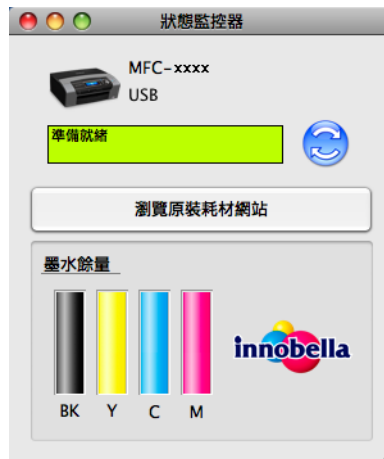 狀態監控器
MFC-xxxx
USB
準備就緒
瀏覽原裝耗材網站
墨水餘量
innobella
BK Y C M